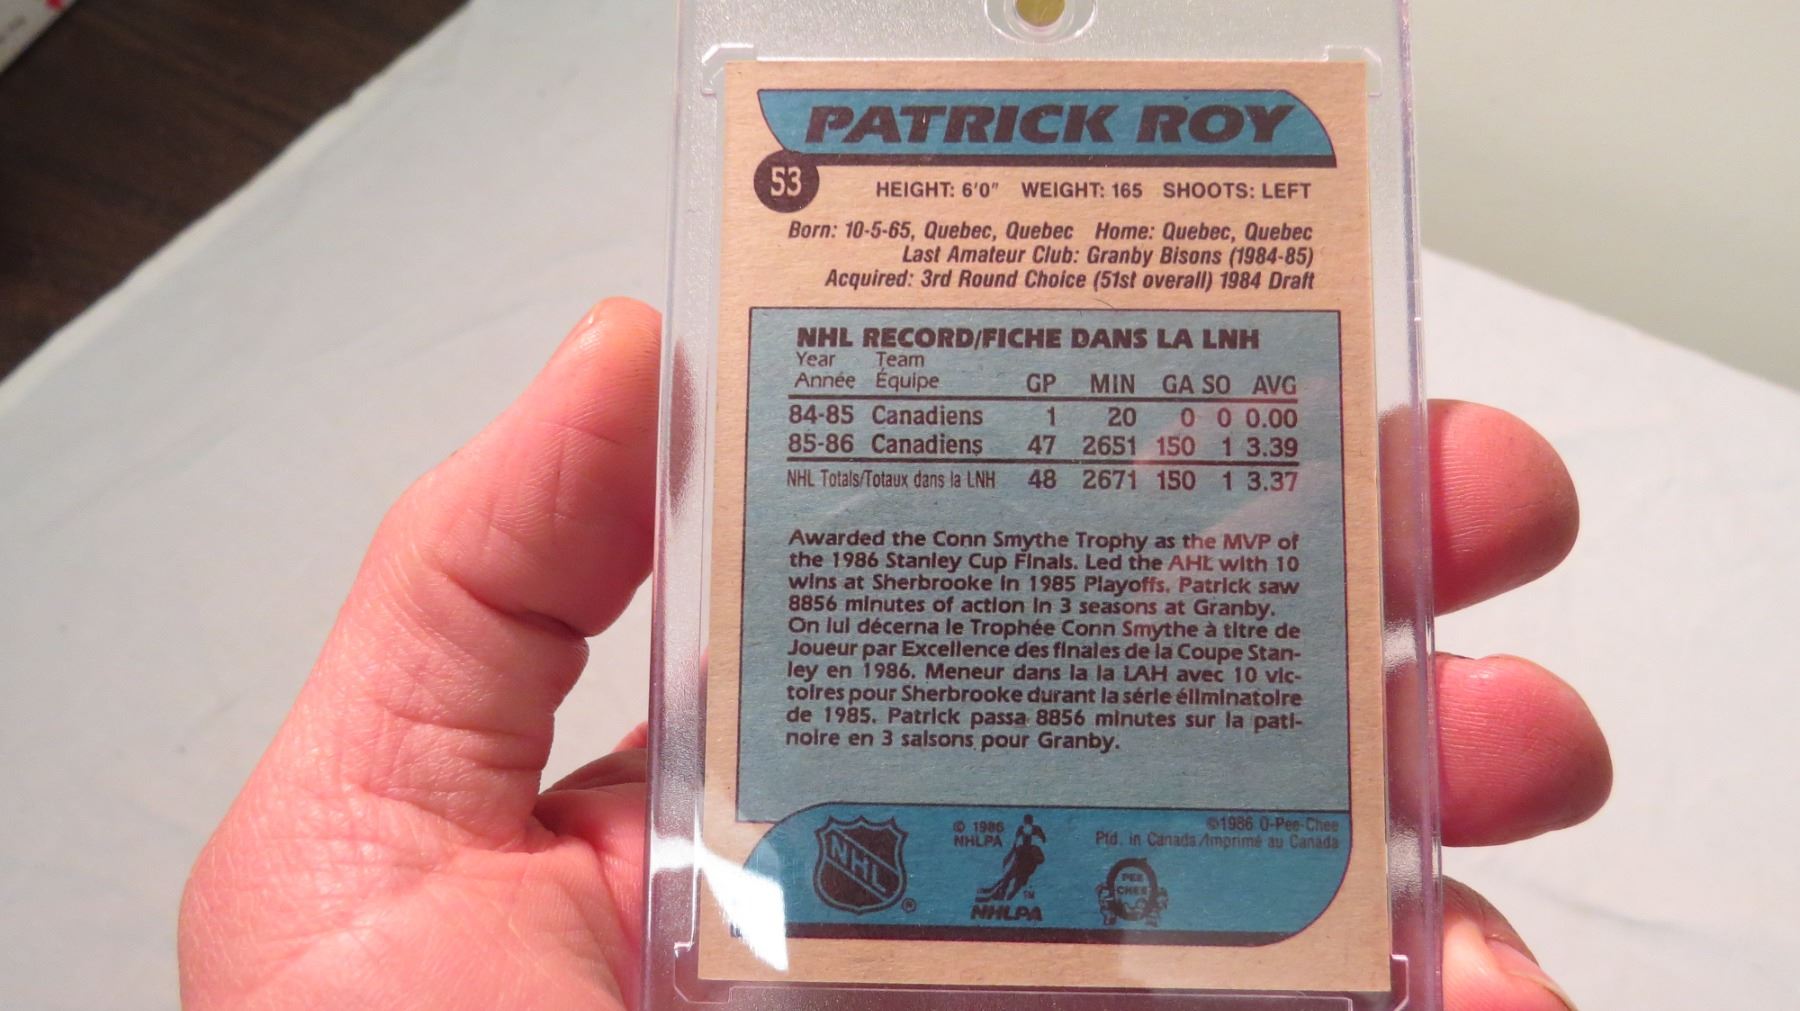 PATRICK ROY
53
HEIGHT: 6'0" WEIGHT: 165 SHOOTS: LEFT
Born: 10-5-65, Quebec, Quebec Home: Quebec, Quebec
Last Amateur Club: Granby Bisons (1984-85)
Acquired: 3rd Round Choice (51st overall) 1984 Draft
NHL RECORD/FICHE DANS LA LNH
Year Team
Année Équipe GP MIN GA SO AVG
84-85 Canadiens 1 20 0 0 0.00
85-86 Canadiens 47 2651 150 1 3.39
NHL Totals/Totaux dans la LNH 48 2671 150 1 3.37
Awarded the Conn Smythe Trophy as the MVP of
the 1986 Stanley Cup Finals. Led the AHL with 10
wins at Sherbrooke in 1985 Playoffs. Patrick saw
8856 minutes of action in 3 seasons at Granby.
On lui décerna le Trophée Conn Smythe à titre de
Joueur par Excellence des finales de la Coupe Stan-
ley en 1986. Meneur dans la la LAH avec 10 vic-
toires pour Sherbrooke durant la série éliminatoire
de 1985. Patrick passa 8856 minutes sur la pati-
noire en 3 saisons pour Granby.
NHL ®
© 1986
NHLPA
SM
NHLPA
©1986 O-Pee-Chee
Ptd. in Canada/Imprimé au Canada
PEE
CHEE